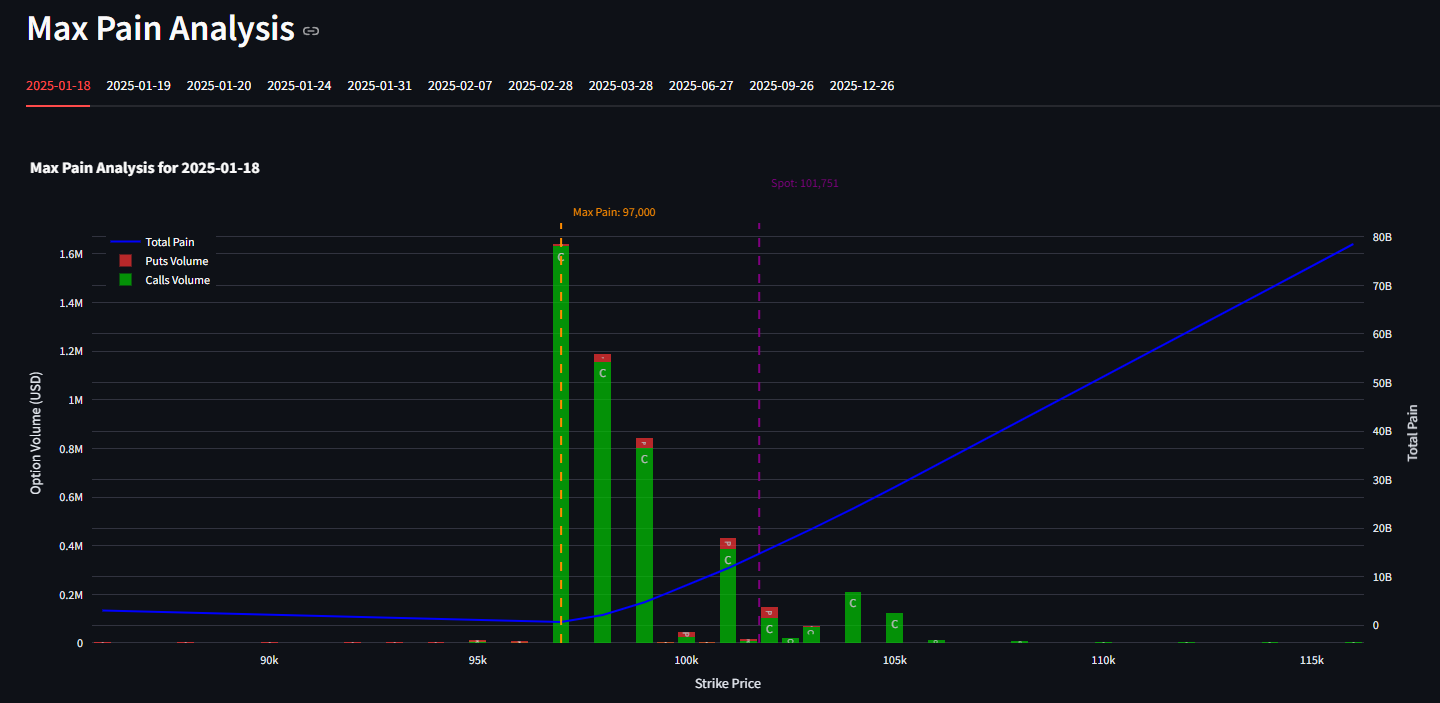 Max Pain Analysis
2025-01-18 2025-01-19 2025-01-20 2025-01-24 2025-01-31 2025-02-07 2025-02-28 2025-03-28 2025-06-27 2025-09-26 2025-12-26
Max Pain Analysis for 2025-01-18
Spot: 101,751
Max Pain: 97,000
Total Pain
Puts Volume
Calls Volume
1.6M
1.4M
1.2M
1M
0.8M
0.6M
0.4M
0.2M
0
Option Volume (USD)
80B
70B
60B
50B
40B
30B
20B
10B
0
Total Pain
C
C
C
P
C
P
P
C
C
C
90k 95k 100k 105k 110k 115k
Strike Price